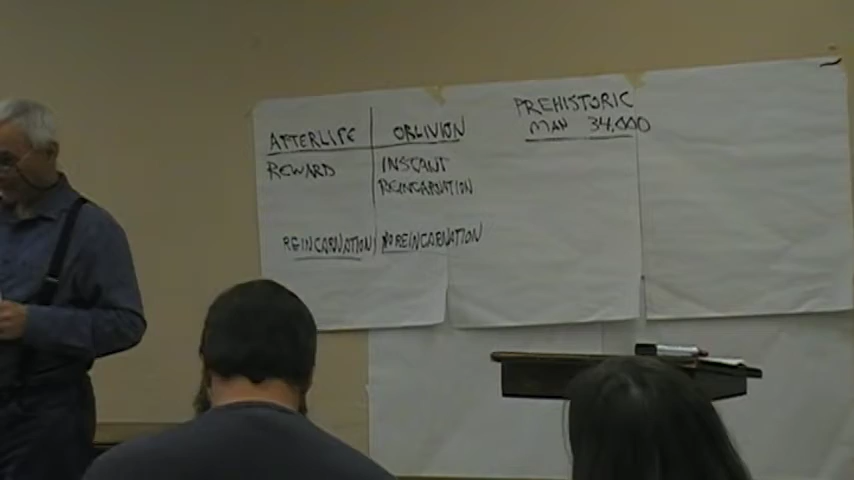 AFTERLIFE
OBLIVION
REWARD
INSTANT
REINCARNATION
REINCARNATION
NO REINCARNATION
PREHISTORIC
MAN 34,000